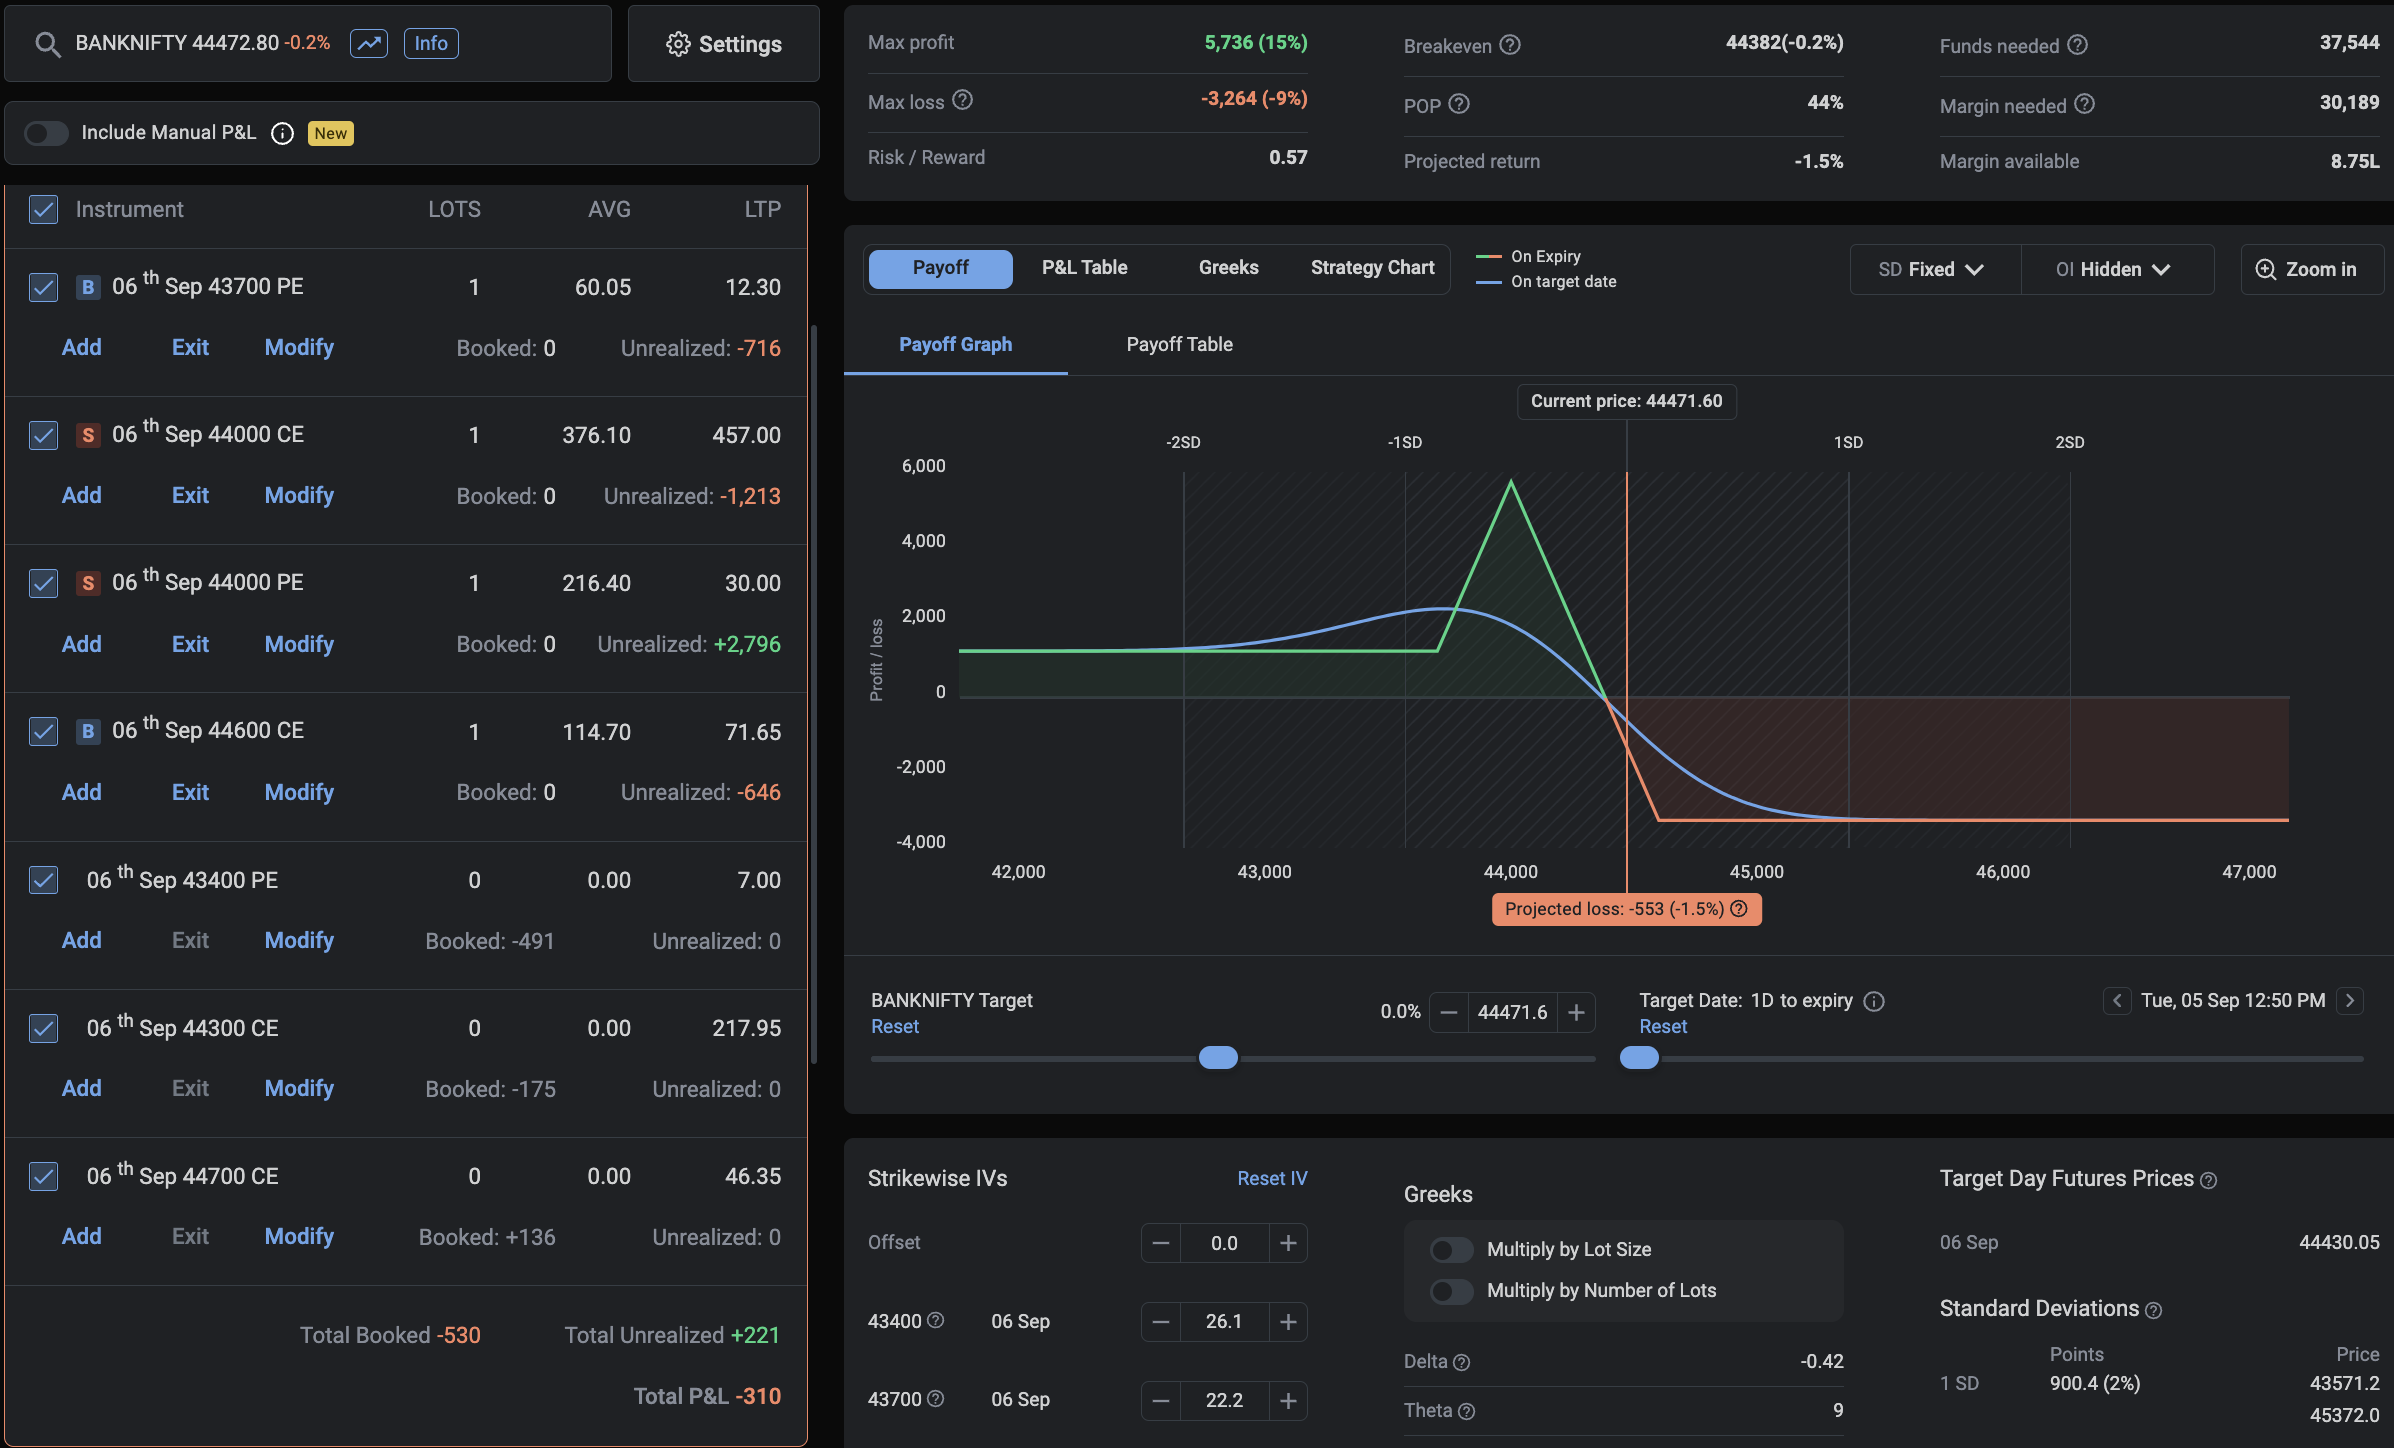 BANKNIFTY 44472.80 -0.2% Info
Settings
Include Manual P&L New
Instrument LOTS AVG LTP
B 06 th Sep 43700 PE 1 60.05 12.30
Add Exit Modify Booked: 0 Unrealized: -716
S 06 th Sep 44000 CE 1 376.10 457.00
Add Exit Modify Booked: 0 Unrealized: -1,213
S 06 th Sep 44000 PE 1 216.40 30.00
Add Exit Modify Booked: 0 Unrealized: +2,796
B 06 th Sep 44600 CE 1 114.70 71.65
Add Exit Modify Booked: 0 Unrealized: -646
06 th Sep 43400 PE 0 0.00 7.00
Add Exit Modify Booked: -491 Unrealized: 0
06 th Sep 44300 CE 0 0.00 217.95
Add Exit Modify Booked: -175 Unrealized: 0
06 th Sep 44700 CE 0 0.00 46.35
Add Exit Modify Booked: +136 Unrealized: 0
Total Booked -530 Total Unrealized +221
Total P&L -310
Max profit 5,736 (15%)
Max loss -3,264 (-9%)
Risk / Reward 0.57
Breakeven 44382(-0.2%)
POP 44%
Projected return -1.5%
Funds needed 37,544
Margin needed 30,189
Margin available 8.75L
Payoff P&L Table Greeks Strategy Chart
On Expiry
On target date
SD Fixed OI Hidden Zoom in
Payoff Graph Payoff Table
Current price: 44471.60
-2SD -1SD 1SD 2SD
Profit / loss
6,000
4,000
2,000
0
-2,000
-4,000
42,000 43,000 44,000 45,000 46,000 47,000
Projected loss: -553 (-1.5%)
BANKNIFTY Target 0.0% 44471.6
Reset
Target Date: 1D to expiry Tue, 05 Sep 12:50 PM
Reset
Strikewise IVs Reset IV
Offset 0.0
43400 06 Sep 26.1
43700 06 Sep 22.2
Greeks
Multiply by Lot Size
Multiply by Number of Lots
Delta -0.42
Theta 9
Target Day Futures Prices
06 Sep 44430.05
Standard Deviations
Points Price
1 SD 900.4 (2%) 43571.2
45372.0